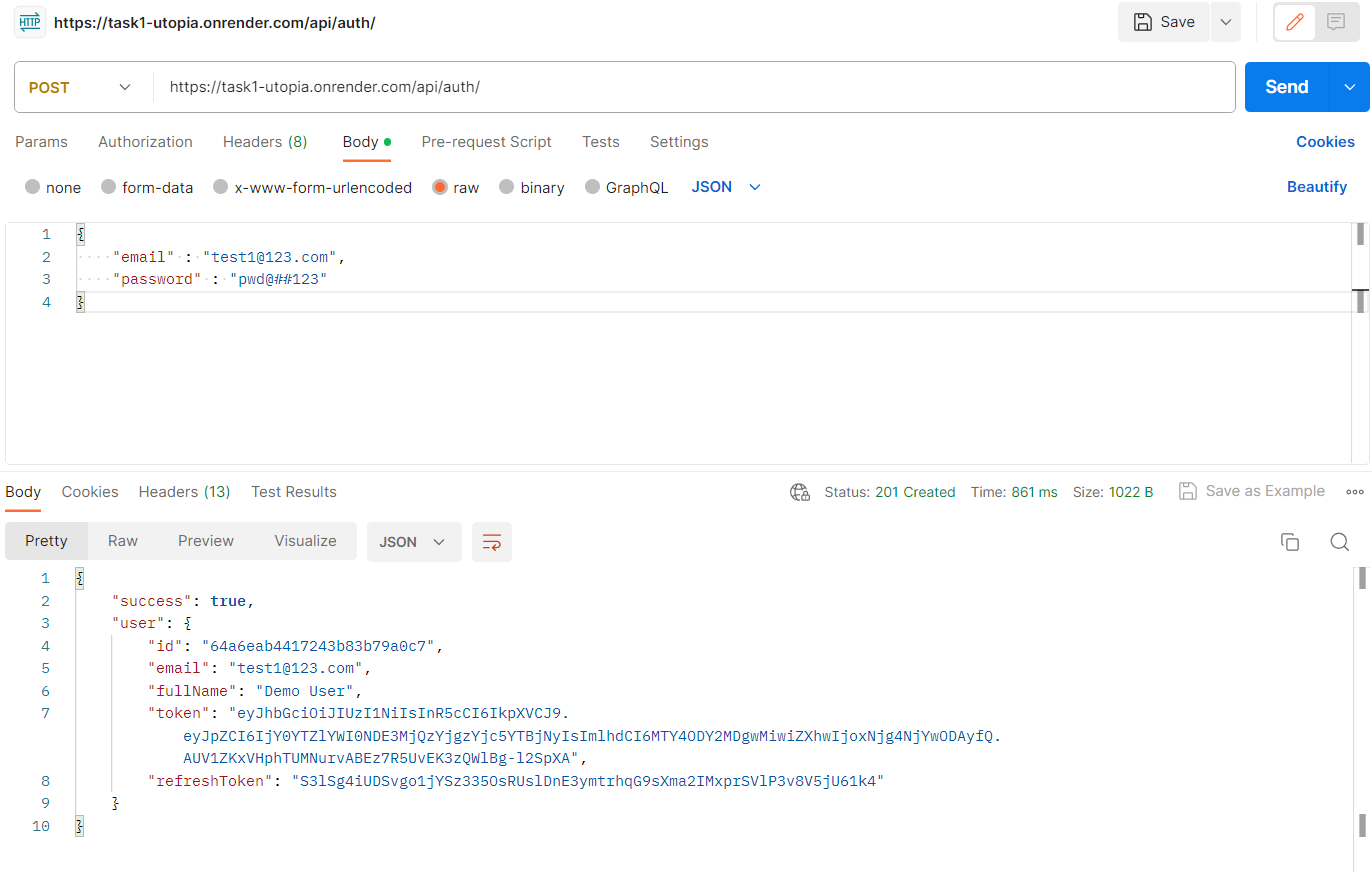 HTTP https://task1-utopia.onrender.com/api/auth/ Save
POST https://task1-utopia.onrender.com/api/auth/ Send
Params Authorization Headers (8) Body Pre-request Script Tests Settings Cookies
none form-data x-www-form-urlencoded raw binary GraphQL JSON Beautify
1 {
2 "email" : "test1@123.com",
3 "password" : "pwd@##123"
4 }
Body Cookies Headers (13) Test Results Status: 201 Created Time: 861 ms Size: 1022 B Save as Example
Pretty Raw Preview Visualize JSON
1 {
2 "success": true,
3 "user": {
4 "id": "64a6eab4417243b83b79a0c7",
5 "email": "test1@123.com",
6 "fullName": "Demo User",
7 "token": "eyJhbGciOiJIUzI1NiIsInR5cCI6IkpXVCJ9.
eyJpZCI6IjY0YTZlYWI0NDE3MjQzYjgzYjc5YTBjNyIsImlhdCI6MTY4ODY2MDgwMiwiZXhwIjoxNjg4NjYwODAyfQ.
AUV1ZKxVHphTUMNurvABEz7R5UvEK3zQWlBg-l2SpXA",
8 "refreshToken": "S3lSg4iUDSvgo1jYSz335OsRUslDnE3ymtrhqG9sXma2IMxprSVlP3v8V5jU61k4"
9 }
10 }